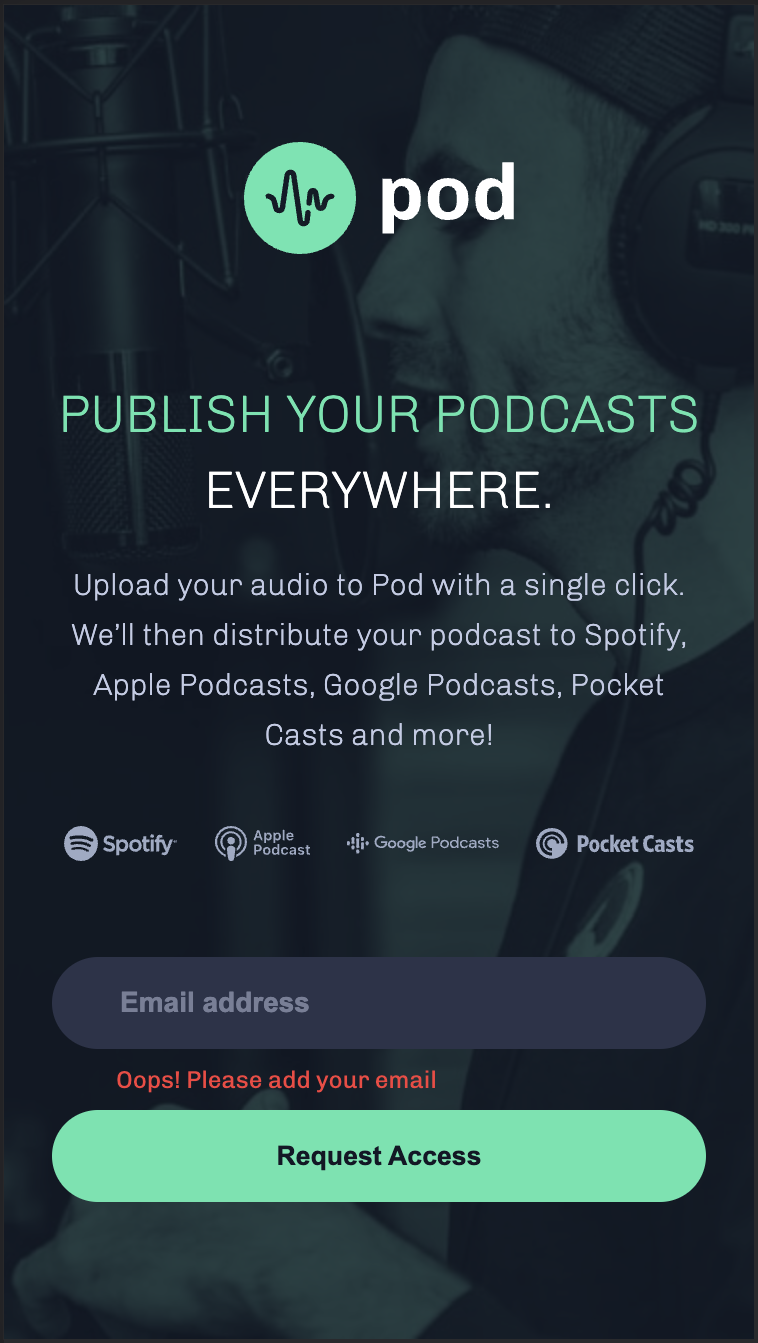 pod
PUBLISH YOUR PODCASTS
EVERYWHERE.
Upload your audio to Pod with a single click.
We’ll then distribute your podcast to Spotify,
Apple Podcasts, Google Podcasts, Pocket
Casts and more!
Spotify Apple Podcast Google Podcasts Pocket Casts
Email address
Oops! Please add your email
Request Access